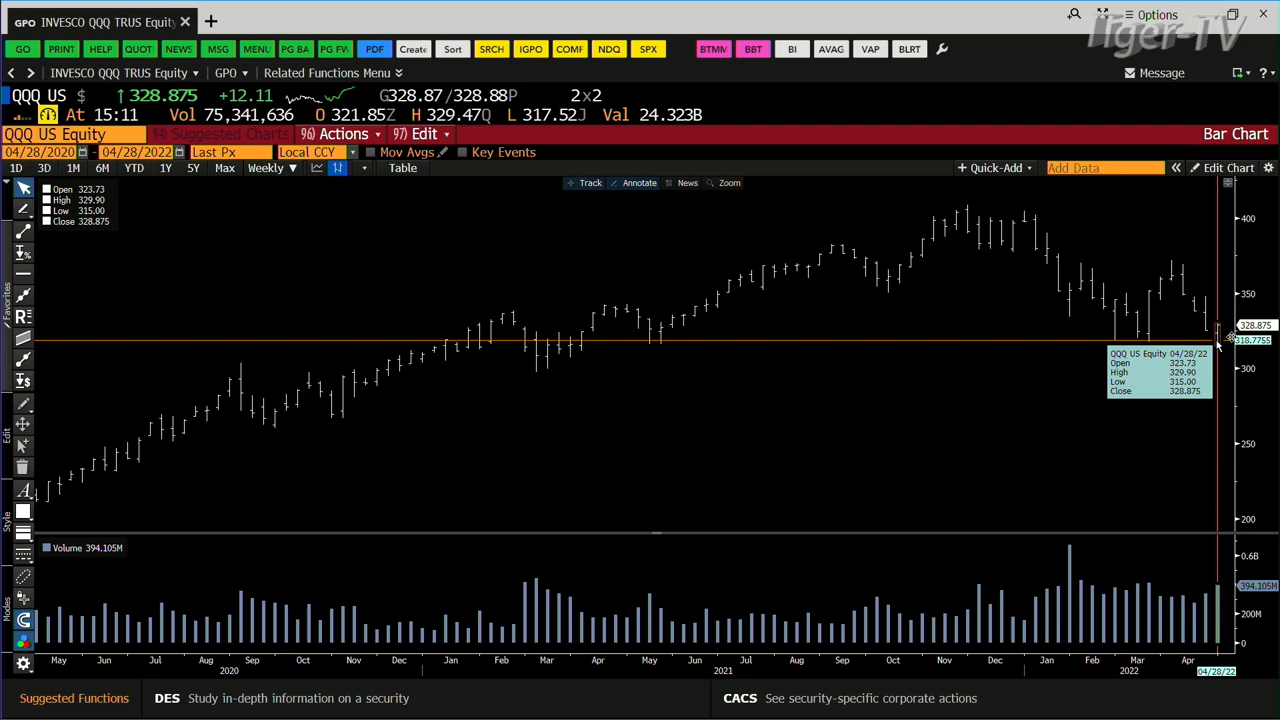 GPO INVESCO QQQ TRUS Equity
Options
Tiger-TV
GO PRINT HELP QUOT NEWS MSG MENU PG BA PG FW PDF Create Sort SRCH IGPO COMF NDQ SPX BTMM BBT BI AVAG VAP BLRT
INVESCO QQQ TRUS Equity GPO Related Functions Menu Message
QQQ US $ ↑328.875 +12.11 G328.87/328.88P 2x2
At 15:11 Vol 75,341,636 O 321.85Z H 329.47Q L 317.52J Val 24.323B
QQQ US Equity 94) Suggested Charts 96) Actions 97) Edit Bar Chart
04/28/2020 - 04/28/2022 Last Px Local CCY Mov Avgs Key Events
1D 3D 1M 6M YTD 1Y 5Y Max Weekly Table + Quick-Add Add Data Edit Chart
Track Annotate News Zoom
Open 323.73
High 329.90
Low 315.00
Close 328.875
400
350
328.875
318.7755
300
250
200
QQQ US Equity 04/28/22
Open 323.73
High 329.90
Low 315.00
Close 328.875
Favorites
Edit
Style
Modes
Volume 394.105M
0.6B
394.105M
200M
0
May Jun Jul Aug Sep Oct Nov Dec Jan Feb Mar Apr May Jun Jul Aug Sep Oct Nov Dec Jan Feb Mar Apr
2020 2021 2022 04/28/22
Suggested Functions DES Study in-depth information on a security CACS See security-specific corporate actions